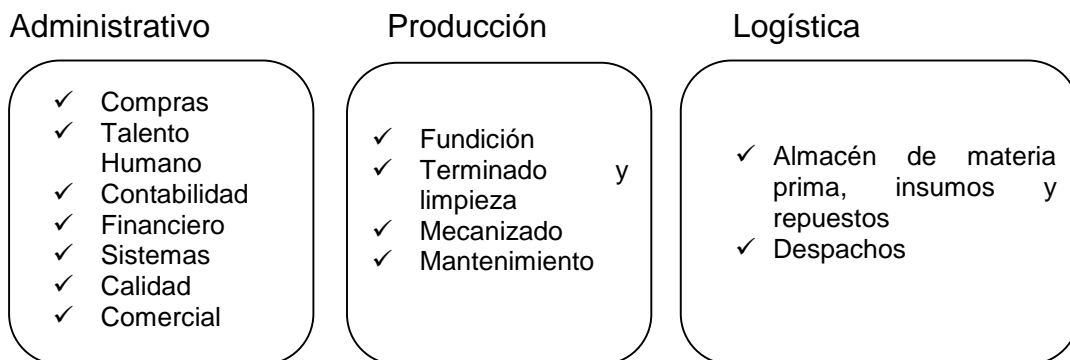 Administrativo
Producción
Logística
✓ Compras
✓ Talento
Humano
✓ Contabilidad
✓ Financiero
✓ Sistemas
✓ Calidad
✓ Comercial
✓ Fundición
✓ Terminado y
limpieza
✓ Mecanizado
✓ Mantenimiento
✓ Almacén de materia
prima, insumos y
repuestos
✓ Despachos